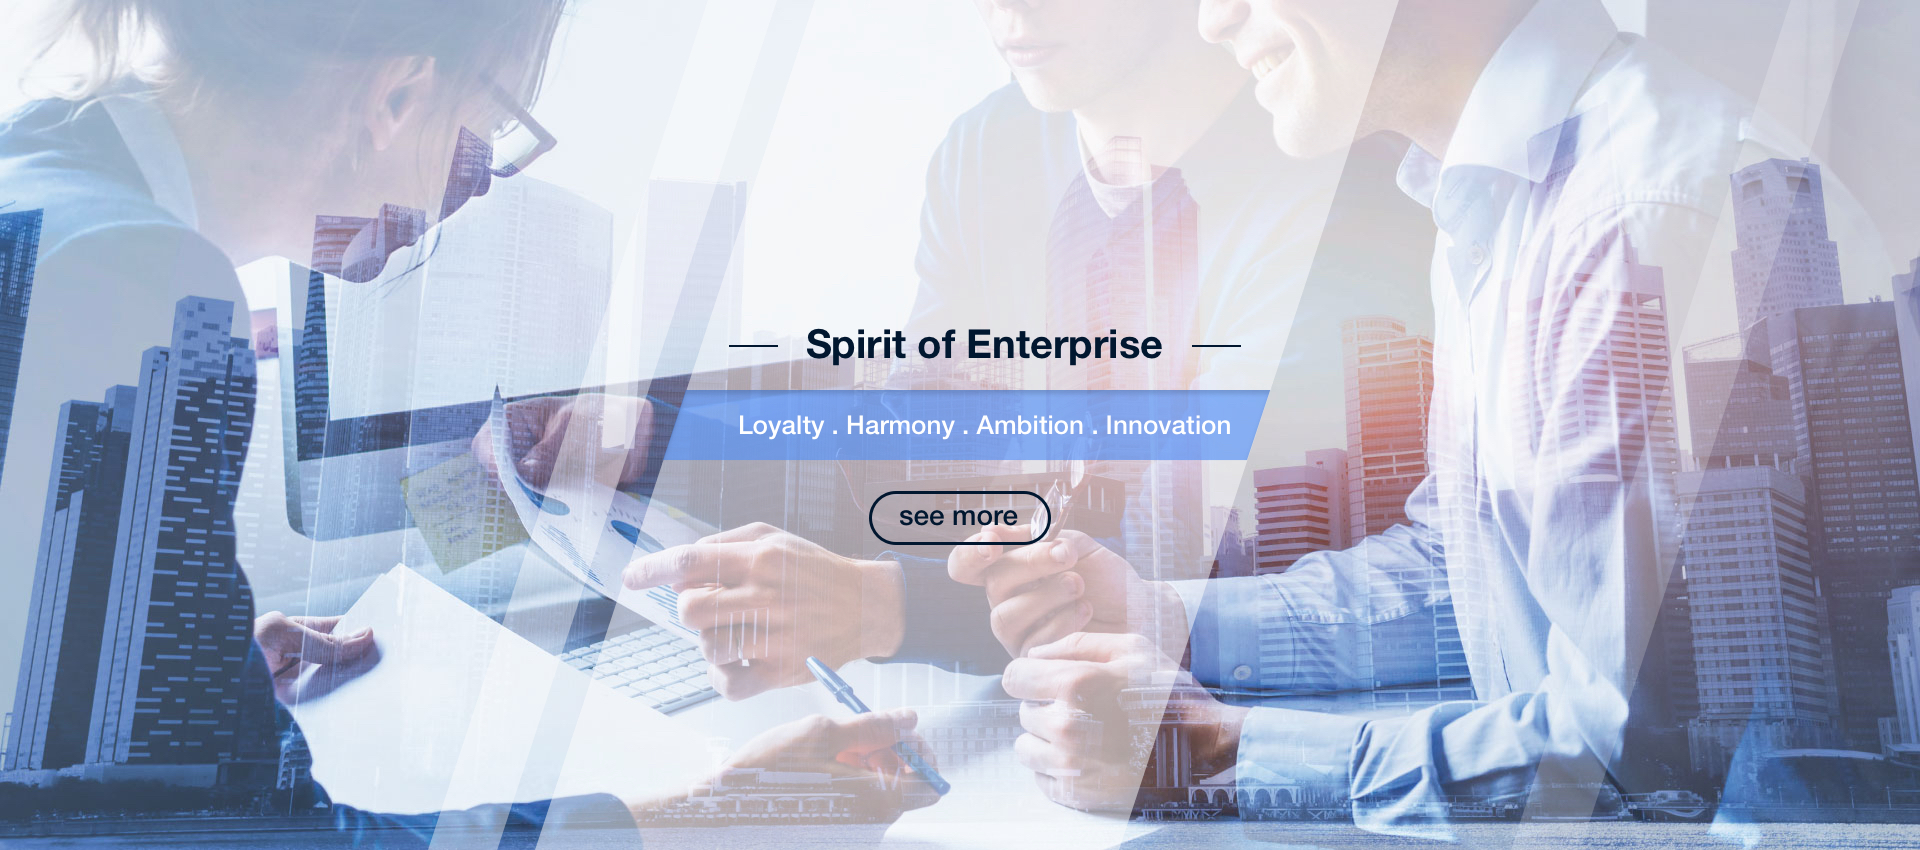 Spirit of Enterprise
Loyalty . Harmony . Ambition . Innovation
see more